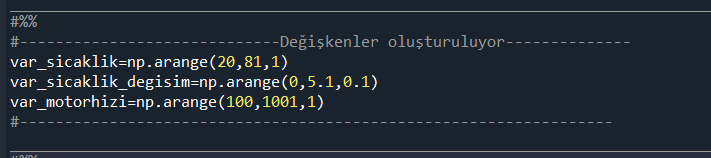 #%%
#----------------------------Değişkenler oluşturuluyor--------------
var_sicaklik=np.arange(20,81,1)
var_sicaklik_degisim=np.arange(0,5.1,0.1)
var_motorhizi=np.arange(100,1001,1)
#----------------------------------------------------------------